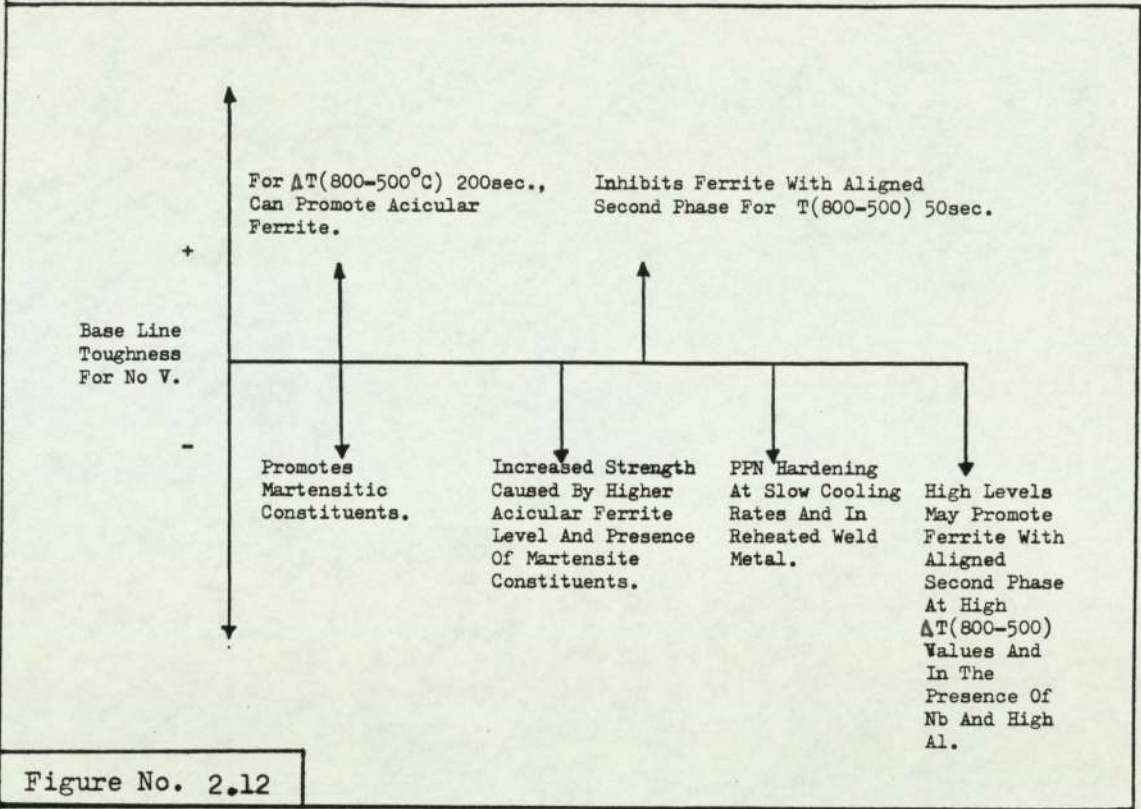 For ΔT(800-500°C) 200sec.,
Can Promote Acicular
Ferrite.
Inhibits Ferrite With Aligned
Second Phase For T(800-500) 50sec.
+
Base Line
Toughness
For No V.
-
Promotes
Martensitic
Constituents.
Increased Strength
Caused By Higher
Acicular Ferrite
Level And Presence
Of Martensite
Constituents.
PPN Hardening
At Slow Cooling
Rates And In
Reheated Weld
Metal.
High Levels
May Promote
Ferrite With
Aligned
Second Phase
At High
ΔT(800-500)
Values And
In The
Presence Of
Nb And High
Al.
Figure No. 2.12